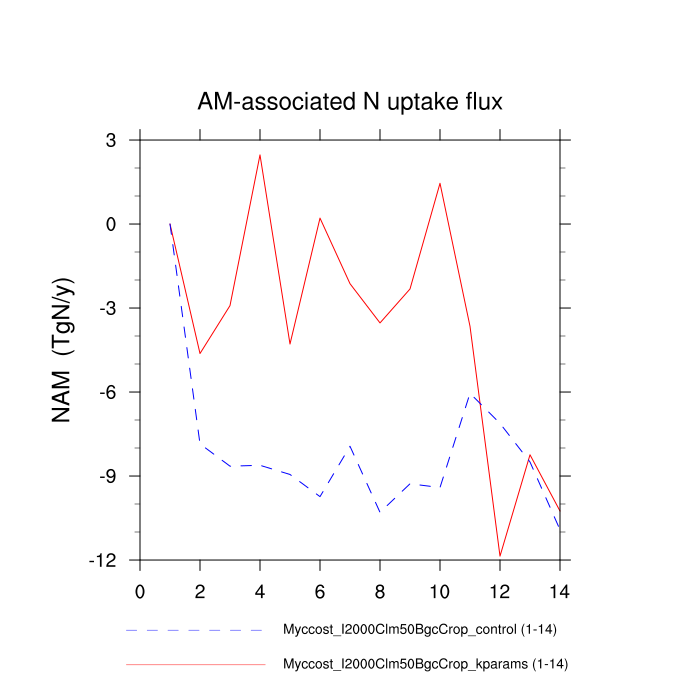 AM-associated N uptake flux
NAM (TgN/y)
3
0
-3
-6
-9
-12
0 2 4 6 8 10 12 14
Myccost_I2000Clm50BgcCrop_control (1-14)
Myccost_I2000Clm50BgcCrop_kparams (1-14)